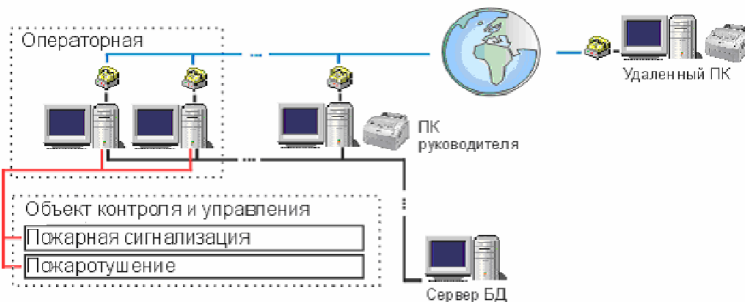 Операторная
Удаленный ПК
ПК
руководителя
Объект контроля и управления
Пожарная сигнализация
Пожаротушение
Сервер БД